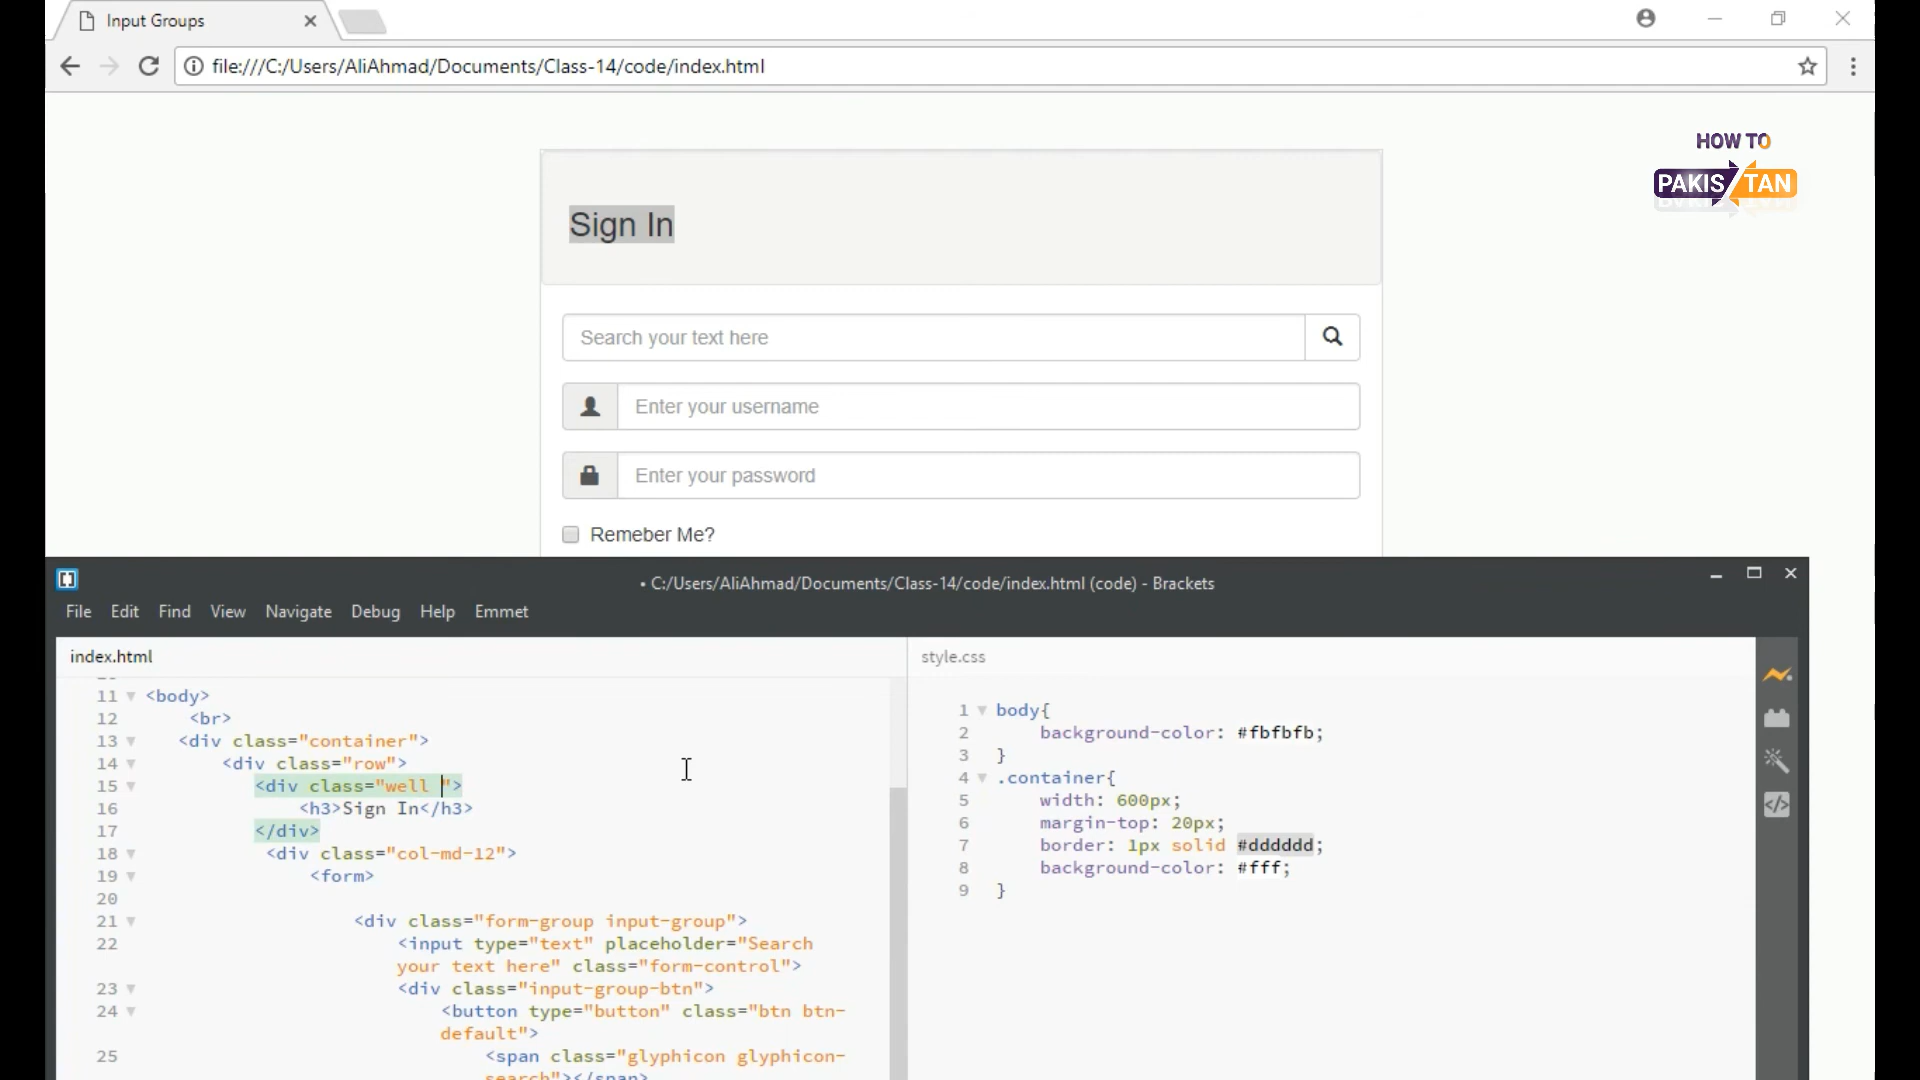 Input Groups
file:///C:/Users/AliAhmad/Documents/Class-14/code/index.html
HOW TO
PAKISTAN
Sign In
Search your text here
Enter your username
Enter your password
Remeber Me?
• C:/Users/AliAhmad/Documents/Class-14/code/index.html (code) - Brackets
File Edit Find View Navigate Debug Help Emmet
index.html
11 <body>
12 <br>
13 <div class="container">
14 <div class="row">
15 <div class="well ">
16 <h3>Sign In</h3>
17 </div>
18 <div class="col-md-12">
19 <form>
20
21 <div class="form-group input-group">
22 <input type="text" placeholder="Search
your text here" class="form-control">
23 <div class="input-group-btn">
24 <button type="button" class="btn btn-
default">
25 <span class="glyphicon glyphicon-
search"></span>
style.css
1 body{
2 background-color: #fbfbfb;
3 }
4 .container{
5 width: 600px;
6 margin-top: 20px;
7 border: 1px solid #dddddd;
8 background-color: #fff;
9 }